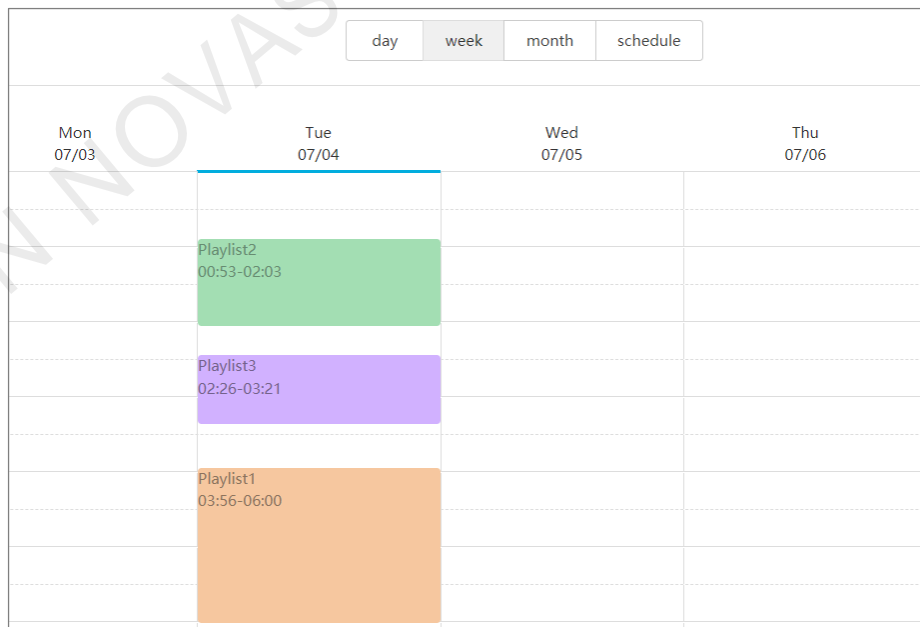 day week month schedule
Mon Tue Wed Thu
07/03 07/04 07/05 07/06
Playlist2
00:53-02:03
Playlist3
02:26-03:21
Playlist1
03:56-06:00
N NOVAS